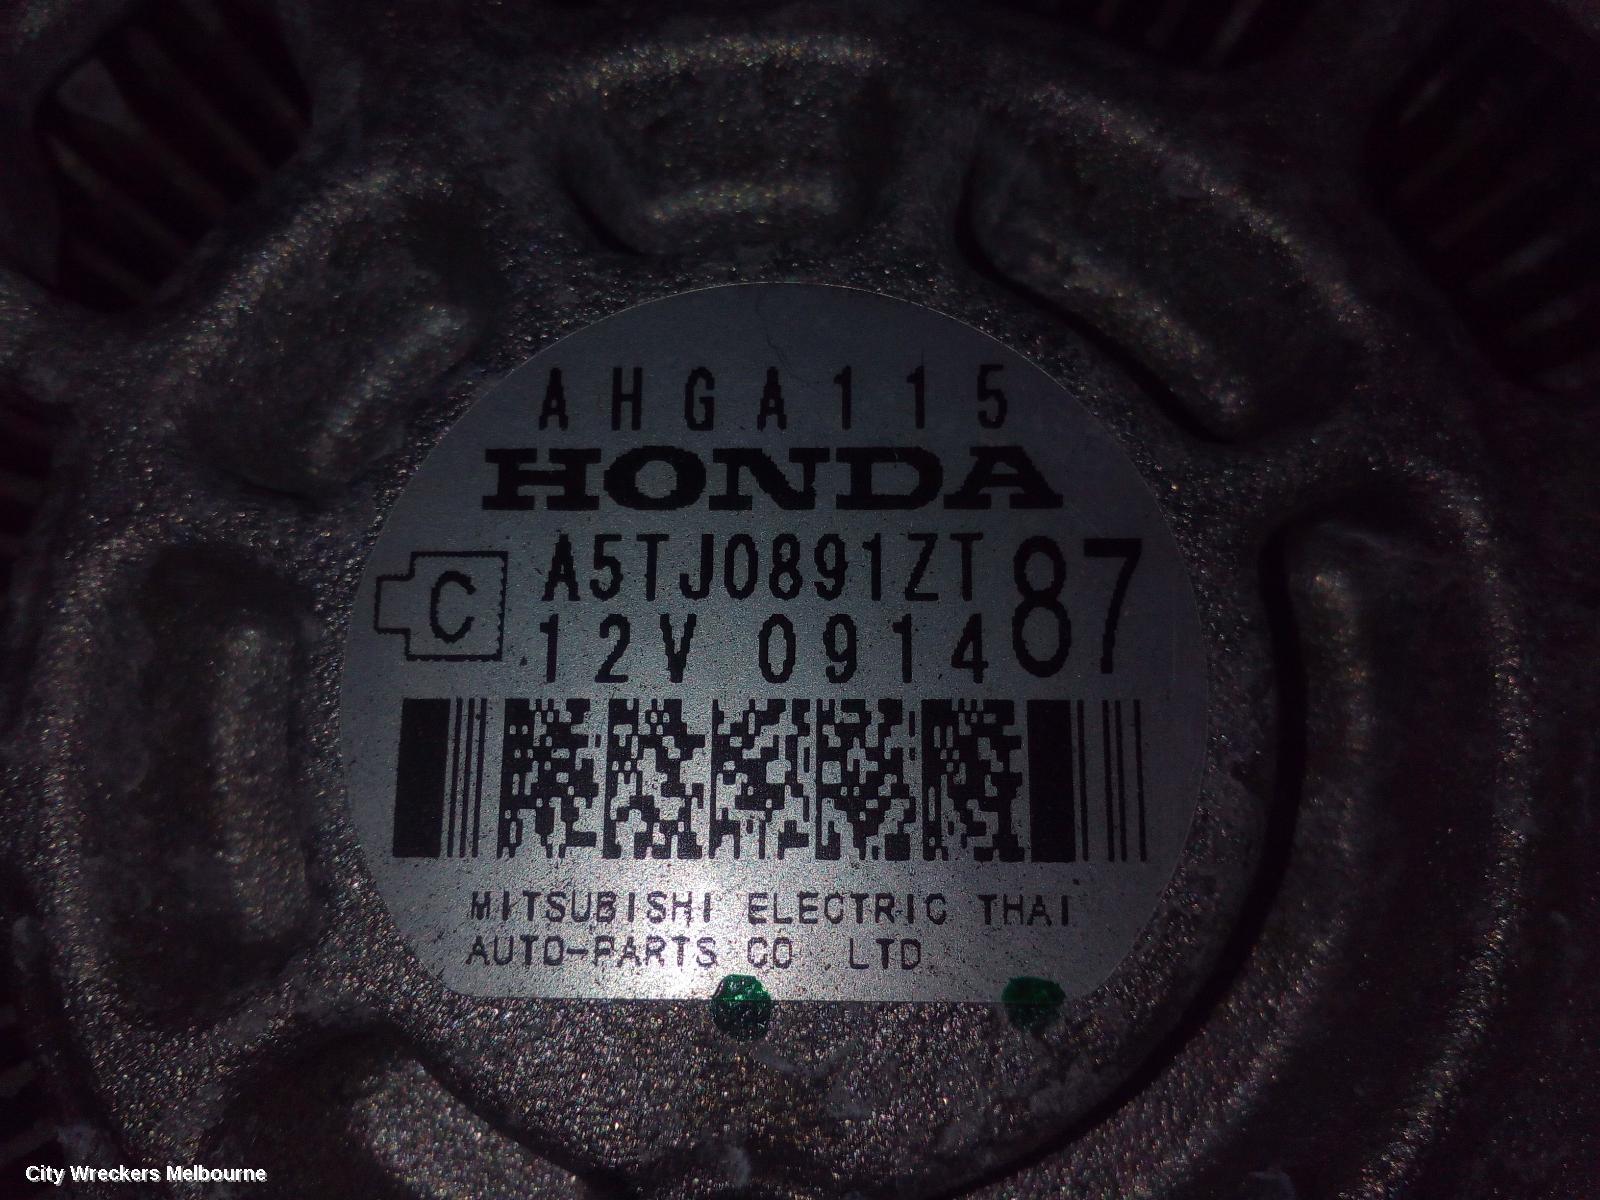 AHGA115
HONDA
C A5TJ0891ZT 87
12V 0914
MITSUBISHI ELECTRIC THAI
AUTO-PARTS CO LTD
City Wreckers Melbourne